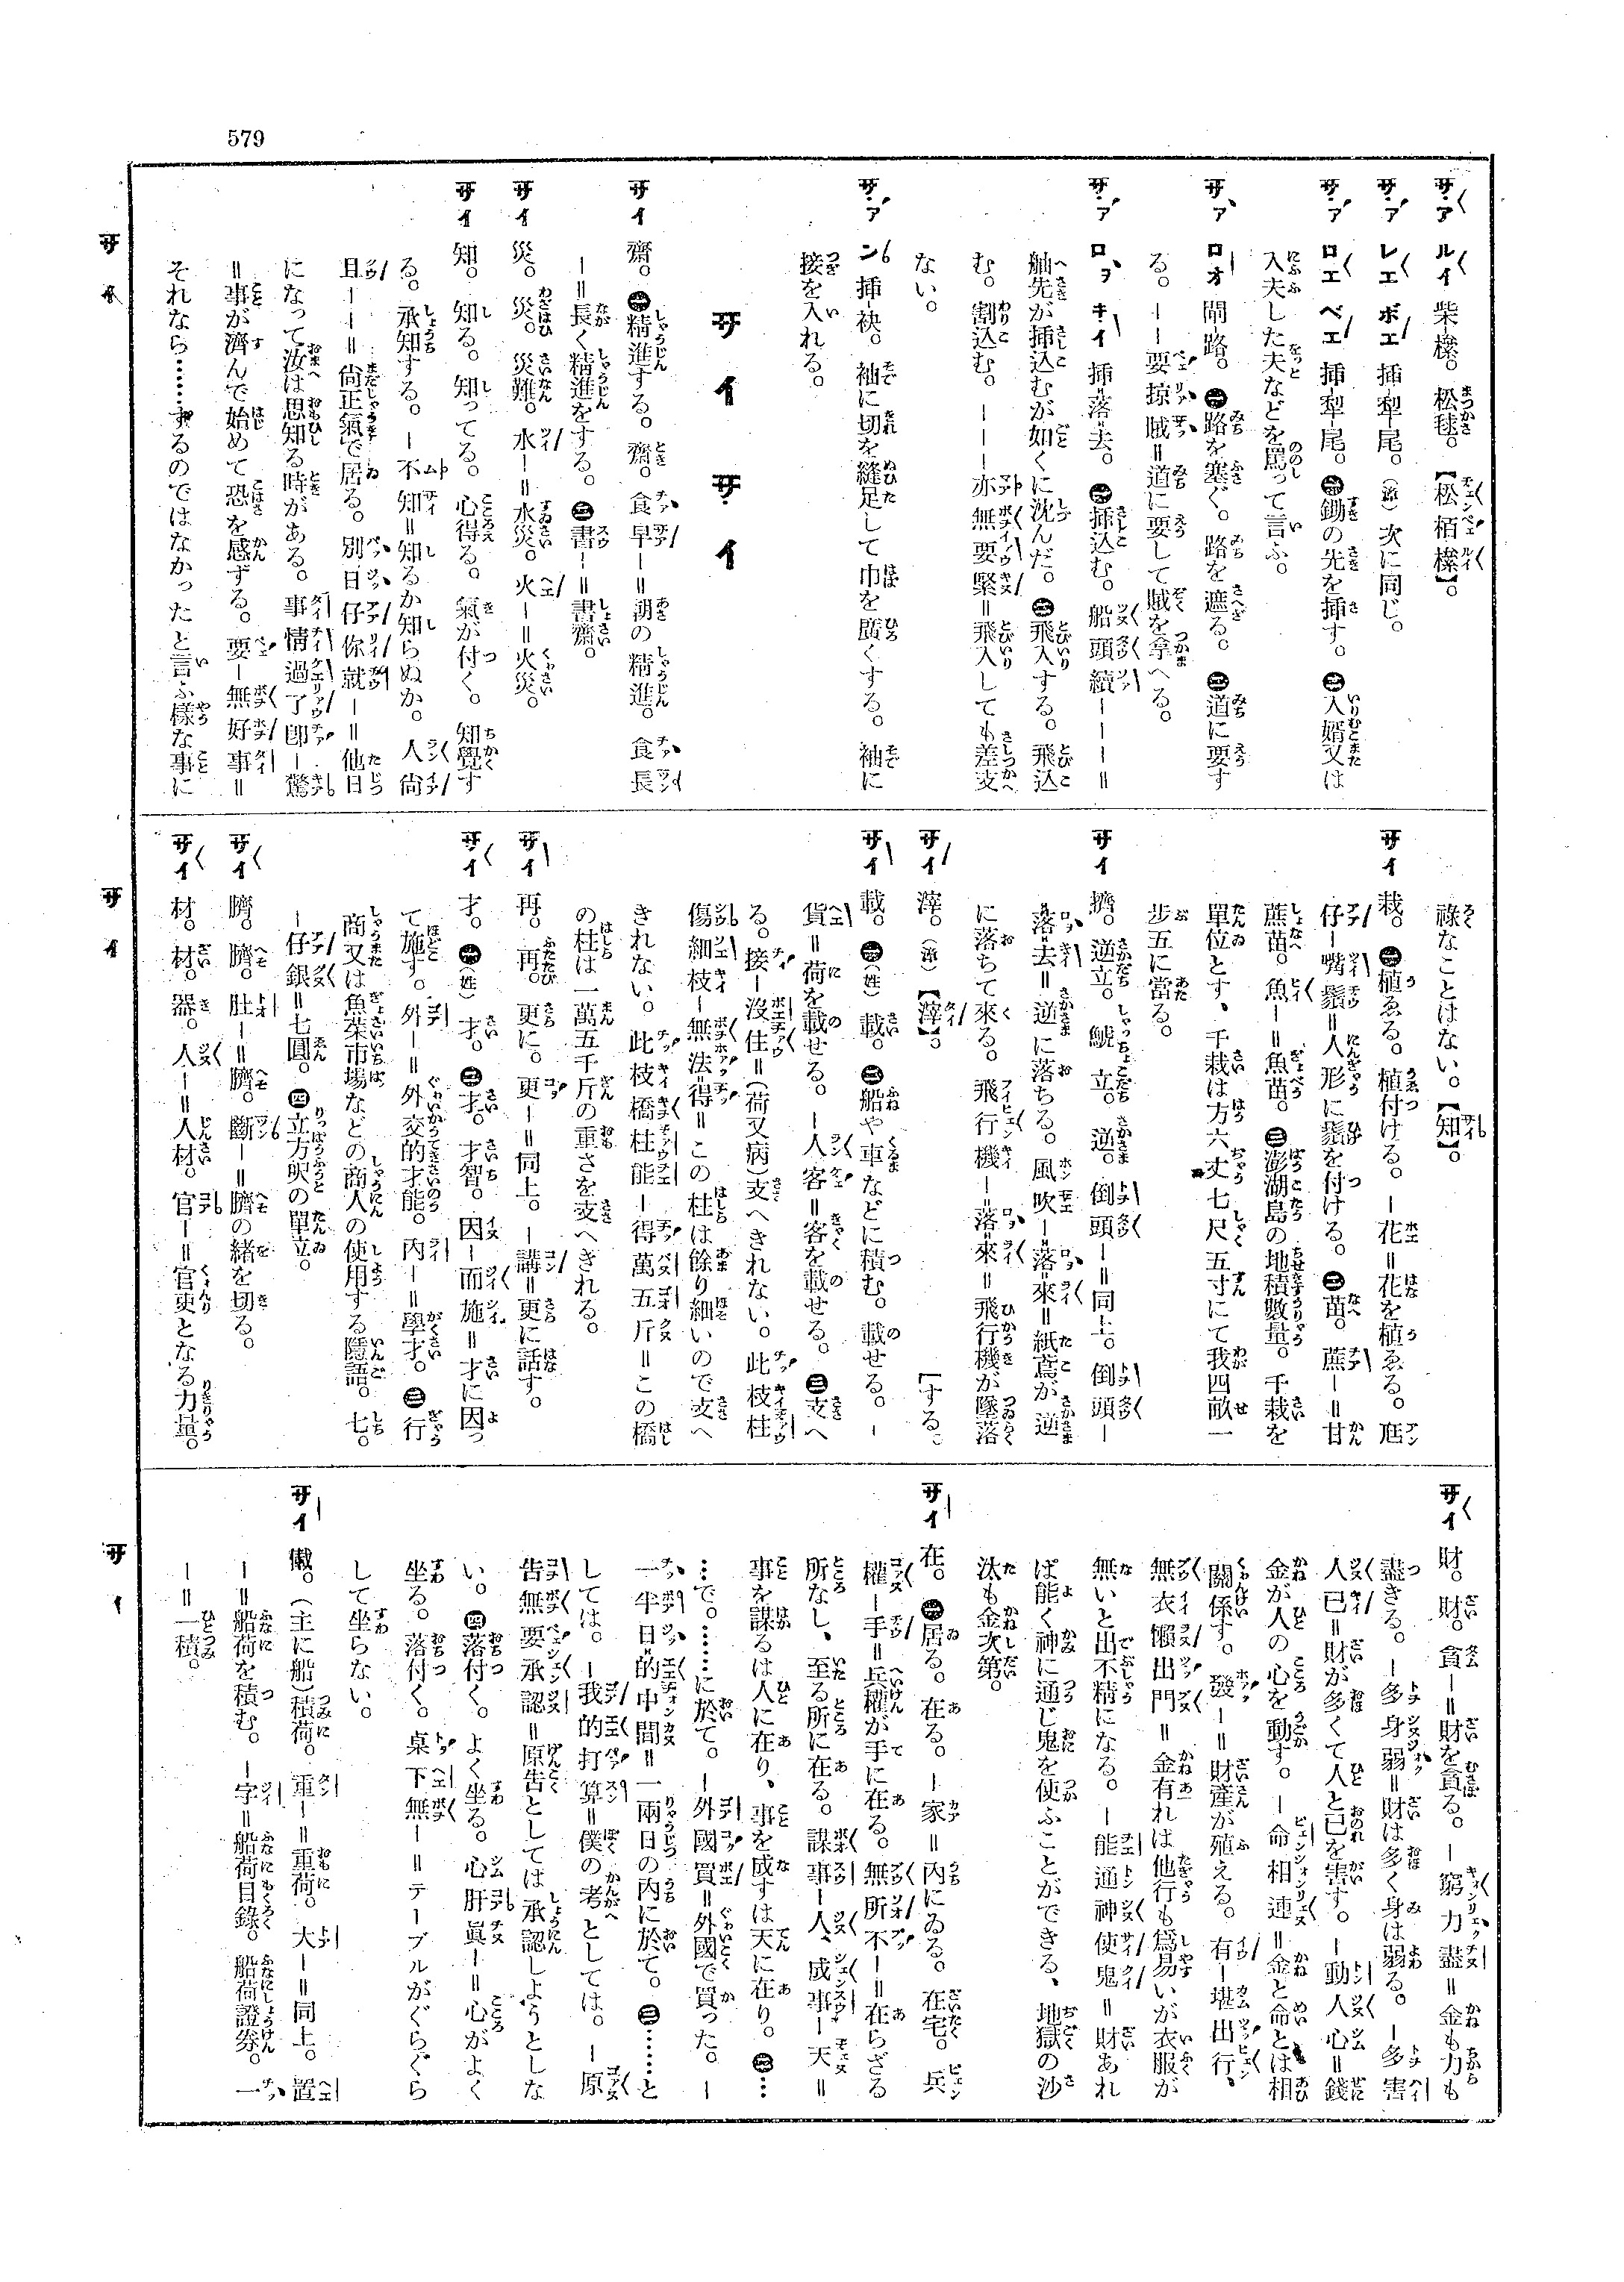 579
サァ ルイ 柴-樏。松毬。【松栢樏】。
サァ レエ ボエ 挿-犁-尾。(漳)次に同じ。
サァ ロエ ベエ 挿-犁-尾。㊀鋤の先を挿す。㊁入婿又は
入夫した夫などを罵って言ふ。
サァ ロオ 閘-路。㊀路を塞ぐ。路を遮る。㊁道に要す
る。――要掠賊=道に要して賊を拿へる。
サァ ロヲ キイ 挿=落=去。㊀挿込む。船頭續―――=
舳先が挿込むが如くに沈んだ。㊁飛入する。飛込
む。割込む。―――亦無要緊=飛入しても差支
ない。
サァ ン 挿-袂。袖に切を縫足して巾を廣くする。袖に
接を入れる。
サイ サイ
サイ 齋。㊀精進する。齋。食早―=朝の精進。食長
―=長く精進をする。㊁書―=書齋。
サイ 災。災。災難。水―=水災。火―=火災。
サイ 知。知る。知ってる。心得る。氣が付く。知覺す
る。承知する。―不知=知るか知らぬか。人尙
且――=尙正氣で居る。別日仔你就―=他日
になって汝は思知る時がある。事情過了卽―驚
=事が濟んで始めて恐を感ずる。要―無好事=
それなら……するのではなかったと言ふ樣な事に
祿なことはない。【知】。
サイ 栽。㊀植ゑる。植付ける。―花=花を植ゑる。尫
仔―嘴鬚=人形に鬚を付ける。㊁苗。蔗―=甘
蔗苗。魚―=魚苗。㊂澎湖島の地積數量。千栽を
單位とす、千栽は方六丈七尺五寸にて我四畝一
步五に當る。
サイ 擠。逆立。鯱立。逆。倒頭―=同上。倒頭―
=落=去=逆に落ちる。風吹―=落=來=紙鳶が逆
に落ちて來る。飛行機―=落=來=飛行機が墜落
[する。
サイ 滓。(漳)【滓】。
サイ 載。㊀(姓)載。㊁船や車などに積む。載せる。―
貨=荷を載せる。―人客=客を載せる。㊂支へ
る。接―沒住=(荷又病)支へきれない。此枝柱
傷細枝―無法=得=この柱は餘り細いので支へ
きれない。此枝橋柱能―得萬五斤=この橋
の柱は一萬五千斤の重さを支へきれる。
サイ 再。再。更に。更―=同上。―講=更に話す。
サイ 才。㊀(姓)才。㊁才。才智。因―而施=才に因っ
て施す。外―=外交的才能。內―=學才。㊂行
商又は魚菜市場などの商人の使用する隱語。七。
―仔銀=七圓。㊃立方呎の單立。
サイ 臍。臍。肚―=臍。斷―=臍の緒を切る。
サイ 材。材。器。人―=人材。官―=官吏となる力量。
サイ 財。財。貪―=財を貪る。―窮力盡=金も力も
盡きる。―多身弱=財は多く身は弱る。―多害
人己=財が多くて人と已を害す。―動人心=錢
金が人の心を動す。―命相連=金と命とは相
關係す。發―=財產が殖える。有―堪出行、
無衣懶出門=金有れは他行も爲易いが衣服が
無いと出不精になる。―能通神使鬼=財あれ
ば能く神に通じ鬼を使ふことができる、地獄の沙
汰も金次第。
サイ 在。㊀居る。在る。―家=內にゐる。在宅。兵
權―手=兵權が手に在る。無所不―=在らざる
所なし、至る所に在る。謀事―人、成事―天=
事を謀るは人に在り、事を成すは天に在り。㊁…
…で。……に於て。―外國買=外國で買った。―
一半日=的中間=一兩日の內に於て。㊂……と
しては。―我的打算=僕の考としては。―原
告無要承認=原吿としては承認しようとしな
い。㊃落付く。よく坐る。心肝眞―=心がよく
坐る。落付く。桌下無―=テーブルがぐらぐら
して坐らない。
サイ 儎。(主に船)積荷。重―=重荷。大―=同上。置
―=船荷を積む。―字=船荷目錄。船荷證券。一
―=一積。
サ イ
サ イ